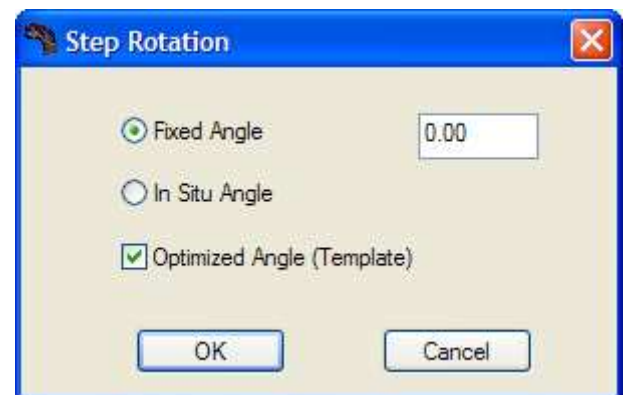 Step Rotation
Fixed Angle 0.00
In Situ Angle
Optimized Angle (Template)
OK Cancel